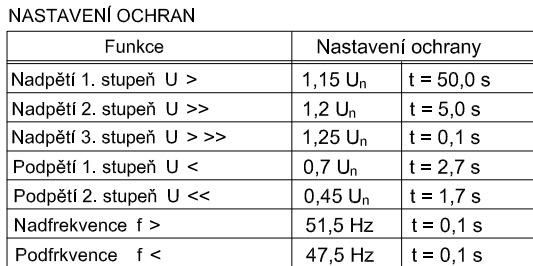 NASTAVENÍ OCHRAN
Funkce Nastavení ochrany
Nadpětí 1. stupeň U > 1,15 Un t = 50,0 s
Nadpětí 2. stupeň U >> 1,2 Un t = 5,0 s
Nadpětí 3. stupeň U > >> 1,25 Un t = 0,1 s
Podpětí 1. stupeň U < 0,7 Un t = 2,7 s
Podpětí 2. stupeň U << 0,45 Un t = 1,7 s
Nadfrekvence f > 51,5 Hz t = 0,1 s
Podfrkvence f < 47,5 Hz t = 0,1 s